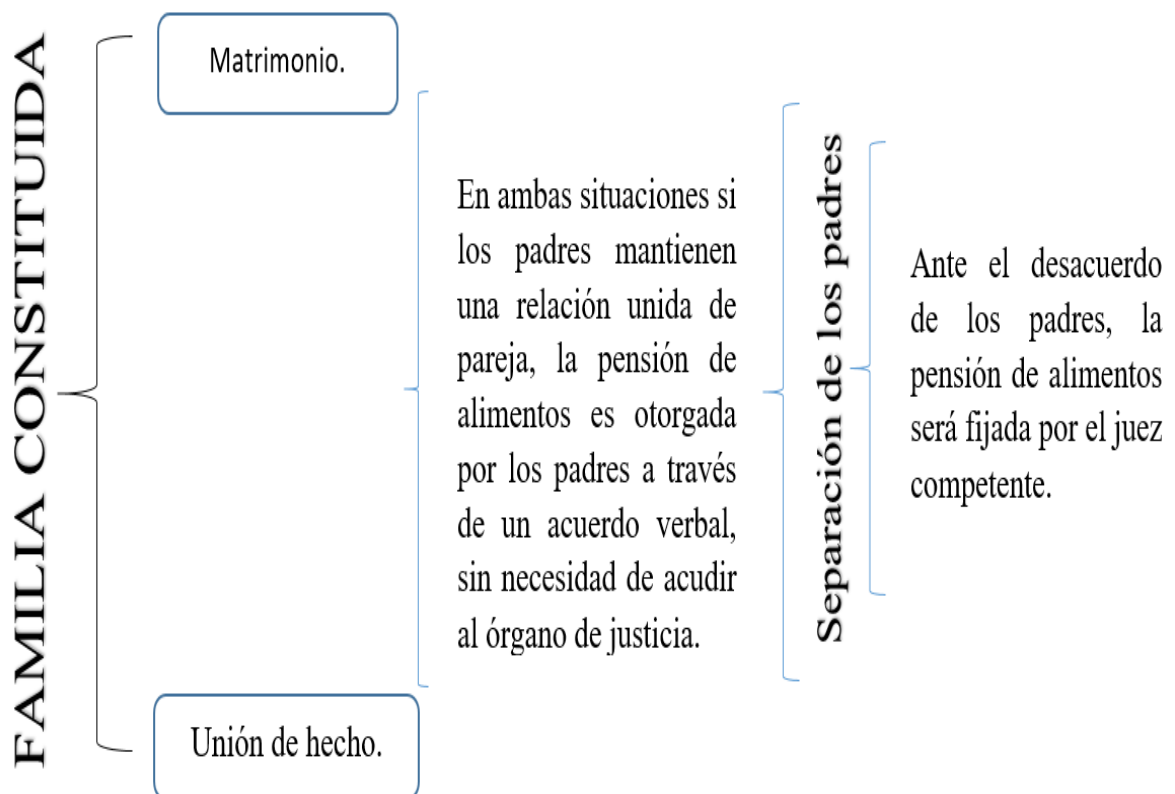 FAMILIA CONSTITUIDA
Matrimonio.
Unión de hecho.
En ambas situaciones si
los padres mantienen
una relación unida de
pareja, la pensión de
alimentos es otorgada
por los padres a través
de un acuerdo verbal,
sin necesidad de acudir
al órgano de justicia.
Separación de los padres
Ante el desacuerdo
de los padres, la
pensión de alimentos
será fijada por el juez
competente.